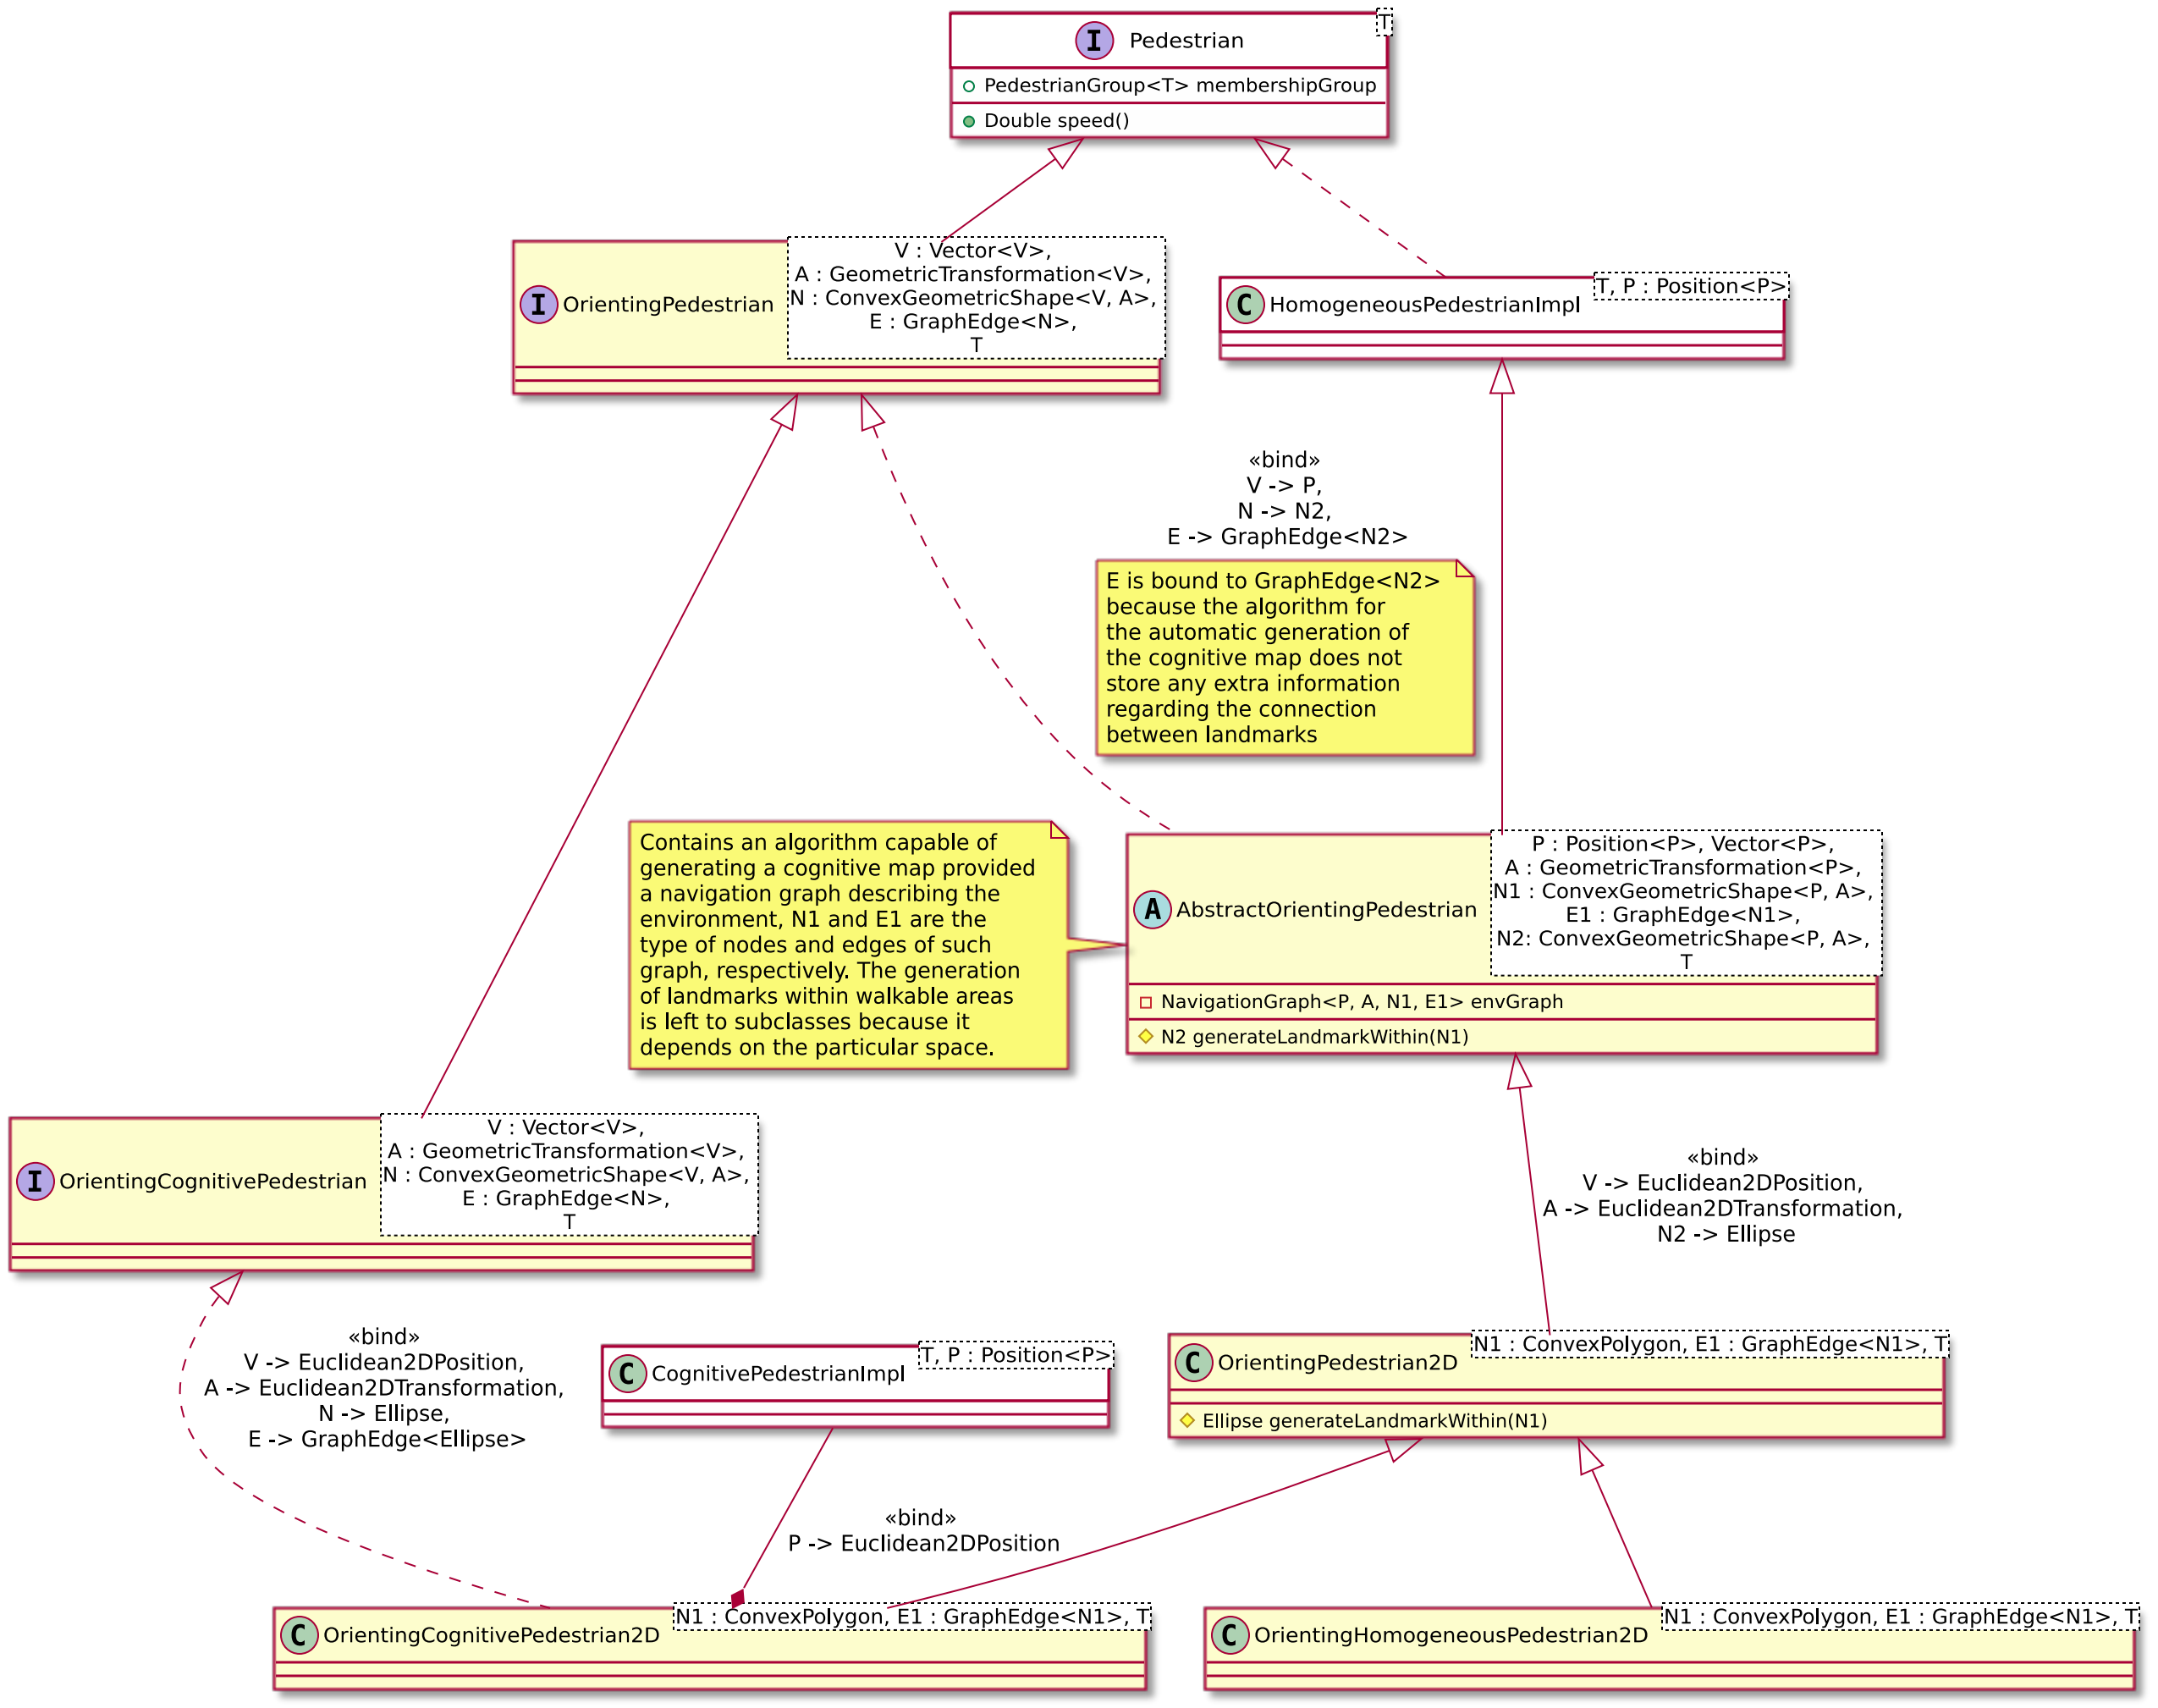 T
I Pedestrian
PedestrianGroup<T> membershipGroup
Double speed()
V : Vector<V>,
A : GeometricTransformation<V>,
I OrientingPedestrian
N : ConvexGeometricShape<V, A>,
E : GraphEdge<N>,
T
T, P : Position<P>
C HomogeneousPedestrianImpl
«bind»
V -> P,
N -> N2,
E -> GraphEdge<N2>
E is bound to GraphEdge<N2>
because the algorithm for
the automatic generation of
the cognitive map does not
store any extra information
regarding the connection
between landmarks
Contains an algorithm capable of
generating a cognitive map provided
a navigation graph describing the
environment, N1 and E1 are the
type of nodes and edges of such
graph, respectively. The generation
of landmarks within walkable areas
is left to subclasses because it
depends on the particular space.
P : Position<P>, Vector<P>,
A : GeometricTransformation<P>,
N1 : ConvexGeometricShape<P, A>,
A AbstractOrientingPedestrian
E1 : GraphEdge<N1>,
N2: ConvexGeometricShape<P, A>,
T
NavigationGraph<P, A, N1, E1> envGraph
N2 generateLandmarkWithin(N1)
V : Vector<V>,
A : GeometricTransformation<V>,
I OrientingCognitivePedestrian
N : ConvexGeometricShape<V, A>,
E : GraphEdge<N>,
T
«bind»
V -> Euclidean2DPosition,
A -> Euclidean2DTransformation,
N2 -> Ellipse
«bind»
V -> Euclidean2DPosition,
A -> Euclidean2DTransformation,
N -> Ellipse,
E -> GraphEdge<Ellipse>
T, P : Position<P>
C CognitivePedestrianImpl
N1 : ConvexPolygon, E1 : GraphEdge<N1>, T
C OrientingPedestrian2D
Ellipse generateLandmarkWithin(N1)
«bind»
P -> Euclidean2DPosition
N1 : ConvexPolygon, E1 : GraphEdge<N1>, T
C OrientingCognitivePedestrian2D
N1 : ConvexPolygon, E1 : GraphEdge<N1>, T
C OrientingHomogeneousPedestrian2D